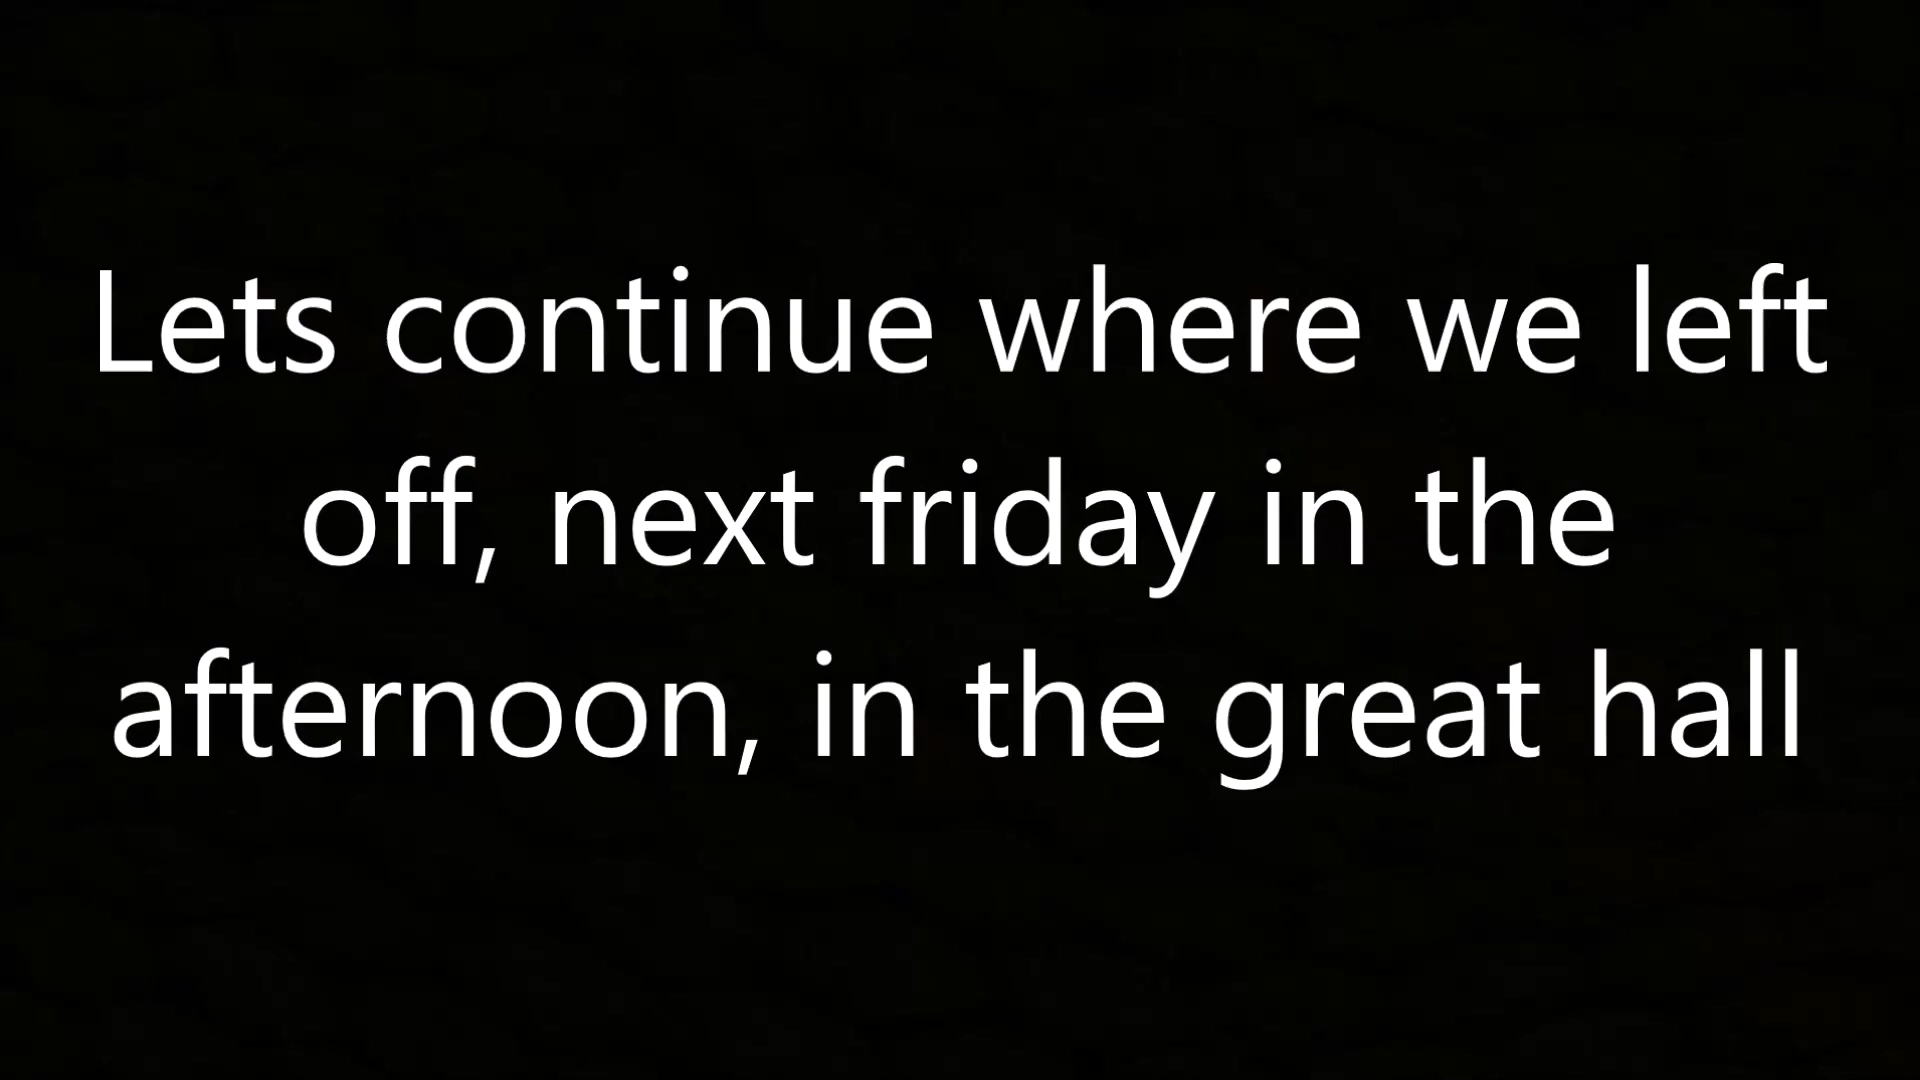 Lets continue where we left
off, next friday in the
afternoon, in the great hall